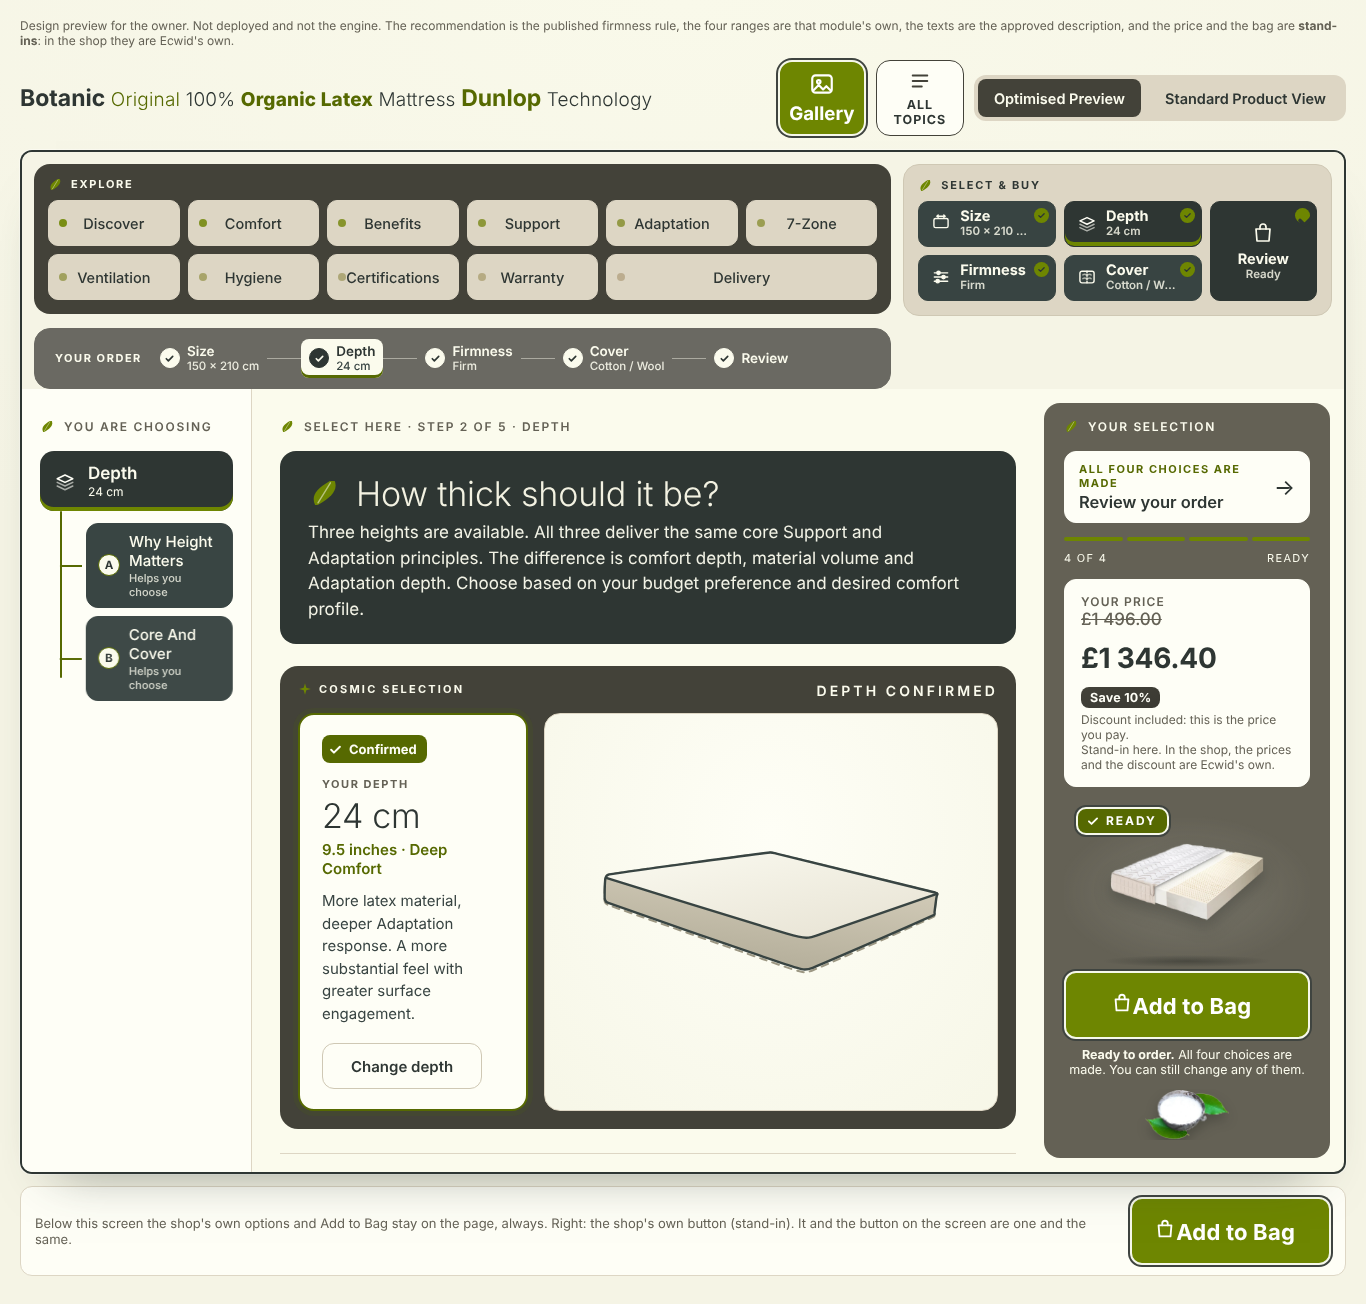 Design preview for the owner. Not deployed and not the engine. The recommendation is the published firmness rule, the four ranges are that module's own, the texts are the approved description, and the price and the bag are stand-
ins: in the shop they are Ecwid's own.
Botanic Original 100% Organic Latex Mattress Dunlop Technology
Gallery
ALL
TOPICS
Optimised Preview
Standard Product View
EXPLORE
Discover
Comfort
Benefits
Support
Adaptation
7-Zone
Ventilation
Hygiene
Certifications
Warranty
Delivery
SELECT & BUY
Size
150 × 210 ...
Depth
24 cm
Firmness
Firm
Cover
Cotton / W...
Review
Ready
YOUR ORDER
Size
150 × 210 cm
Depth
24 cm
Firmness
Firm
Cover
Cotton / Wool
Review
YOU ARE CHOOSING
Depth
24 cm
A
Why Height
Matters
Helps you
choose
B
Core And
Cover
Helps you
choose
SELECT HERE · STEP 2 OF 5 · DEPTH
How thick should it be?
Three heights are available. All three deliver the same core Support and
Adaptation principles. The difference is comfort depth, material volume and
Adaptation depth. Choose based on your budget preference and desired comfort
profile.
COSMIC SELECTION
DEPTH CONFIRMED
Confirmed
YOUR DEPTH
24 cm
9.5 inches · Deep
Comfort
More latex material,
deeper Adaptation
response. A more
substantial feel with
greater surface
engagement.
Change depth
YOUR SELECTION
ALL FOUR CHOICES ARE
MADE
Review your order
4 OF 4
READY
YOUR PRICE
£1 496.00
£1 346.40
Save 10%
Discount included: this is the price
you pay.
Stand-in here. In the shop, the prices
and the discount are Ecwid's own.
READY
Add to Bag
Ready to order. All four choices are
made. You can still change any of them.
Below this screen the shop's own options and Add to Bag stay on the page, always. Right: the shop's own button (stand-in). It and the button on the screen are one and the
same.
Add to Bag